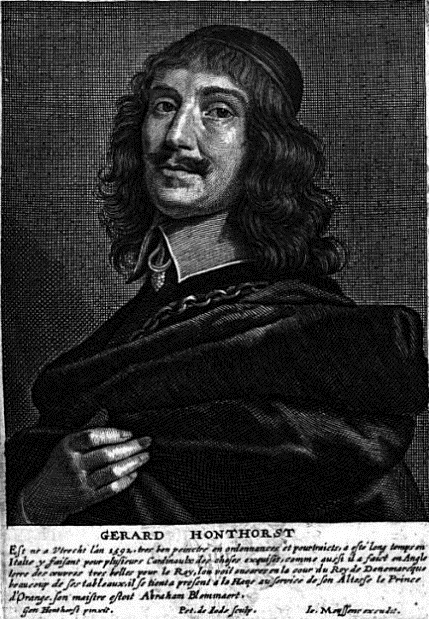 GERARD HONTHORST
Est ne a Utrecht l'an 1592. tres bon peinctre en ordonnances et pourtraicts, a esté long temps en
Italie y faisant pour plusieurs Cardinaulx des choses exquises, comme aussi il a faict en Angle
terre des œuvres tres belles pour le Roy, l'on voit encores en la cour du Roy de Denemarcque
beaucoup de ses tableaux, il se tient a present á la Haye au service de son Altesse le Prince
d'Orange, son maistre estoit Abraham Blommaert.
Gon Honthorst pinxit. Pet. de Iode sculp. Io. Meyssens excudit.